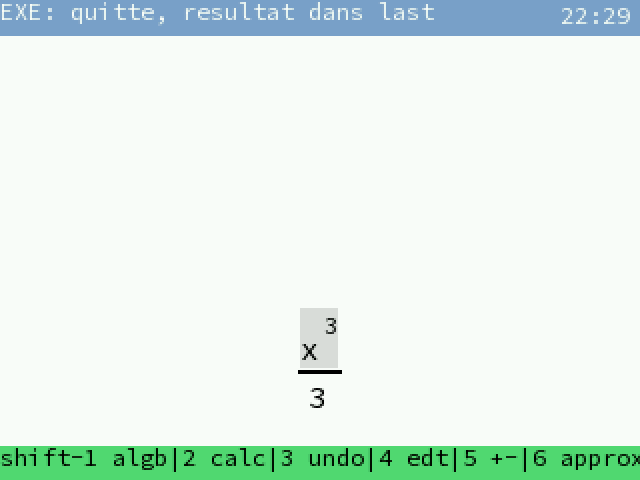 EXE: quitte, resultat dans last 22:29
x^3
3
shift-1 algb|2 calc|3 undo|4 edt|5 +-|6 approx